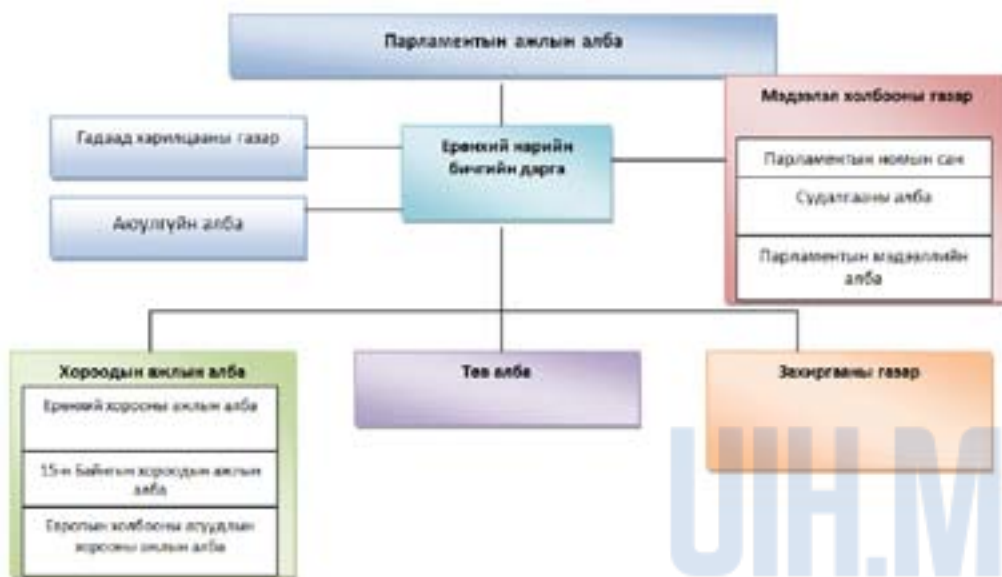 Парламентын ажлын алба
Мэдээлэл холбооны газар
Гадаад харилцааны газар
Ерөнхий нарийн
бичгийн дарга
Парламентын номын сан
Судалгааны алба
Аюулгүйн алба
Парламентын мэдээллийн
алба
Хороодын ажлын алба
Төв алба
Захиргааны газар
Ерөнхий хорооны ажлын алба
15-н Байнгын хороодын ажлын
алба
Европын холбооны асуудлын
хорооны ажлын алба
UIH.M